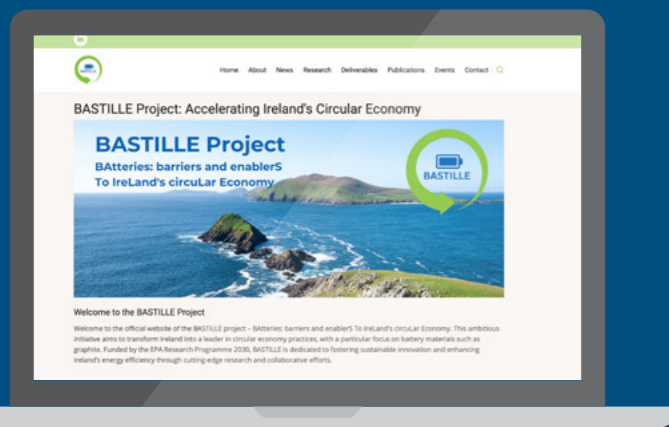 in
BASTILLE
Home About News Research Deliverables Publications Events Contact
BASTILLE Project: Accelerating Ireland's Circular Economy
BASTILLE Project
BAtteries: barriers and enablerS
To IreLand's circuLar Economy
BASTILLE
Welcome to the BASTILLE Project
Welcome to the official website of the BASTILLE project – BAtteries: barriers and enablerS To IreLand's circuLar Economy. This ambitious
initiative aims to transform Ireland into a leader in circular economy practices, with a particular focus on battery materials such as
graphite. Funded by the EPA Research Programme 2030, BASTILLE is dedicated to fostering sustainable innovation and enhancing
Ireland's energy efficiency through cutting-edge research and collaborative efforts.